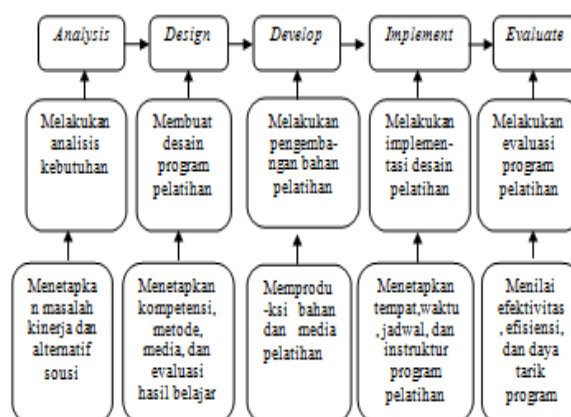 Analysis
Design
Develop
Implement
Evaluate
Melakukan
analisis
kebutuhan
Membuat
desain
program
pelatihan
Melakukan
pengemba-
ngan bahan
pelatihan
Melakukan
implemen-
tasi desain
pelatihan
Melakukan
evaluasi
program
pelatihan
Menetapka
n masalah
kinerja dan
alternatif
sousi
Menetapkan
kompetensi,
metode,
media, dan
evaluasi
hasil belajar
Memprodu
-ksi bahan
dan media
pelatihan
Menetapkan
tempat,waktu
, jadwal, dan
instruktur
program
pelatihan
Menilai
efektivitas
, efisiensi,
dan daya
tarik
program